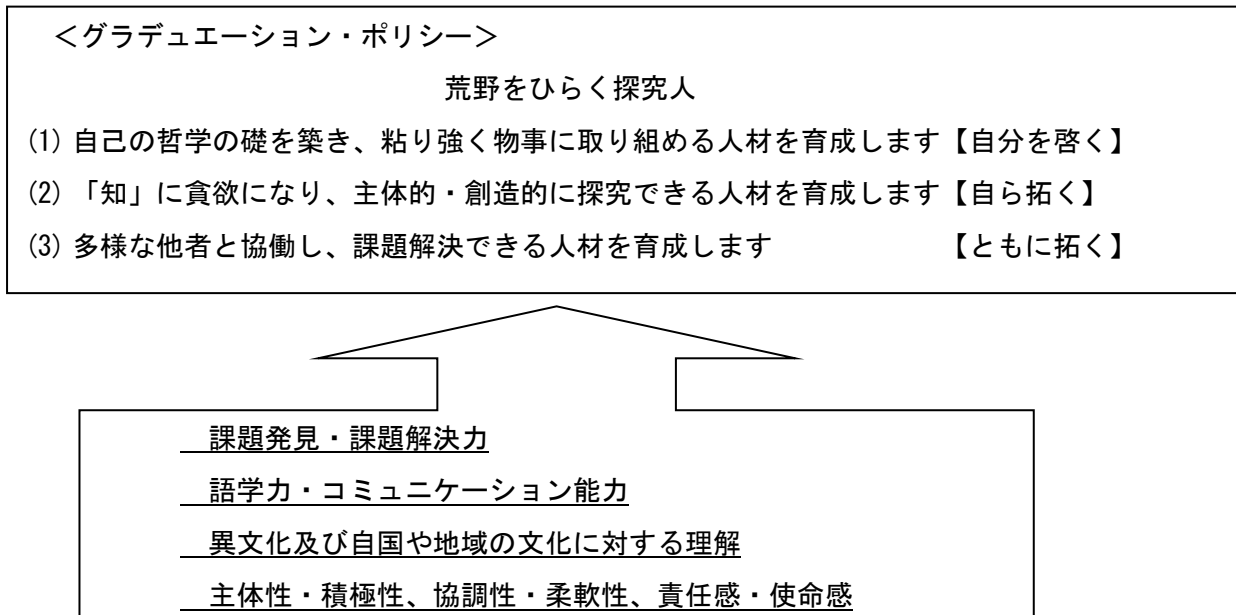 ＜グラデュエーション・ポリシー＞
荒野をひらく探究人
(1) 自己の哲学の礎を築き、粘り強く物事に取り組める人材を育成します【自分を啓く】
(2) 「知」に貪欲になり、主体的・創造的に探究できる人材を育成します【自ら拓く】
(3) 多様な他者と協働し、課題解決できる人材を育成します　【ともに拓く】
課題発見・課題解決力
語学力・コミュニケーション能力
異文化及び自国や地域の文化に対する理解
主体性・積極性、協調性・柔軟性、責任感・使命感